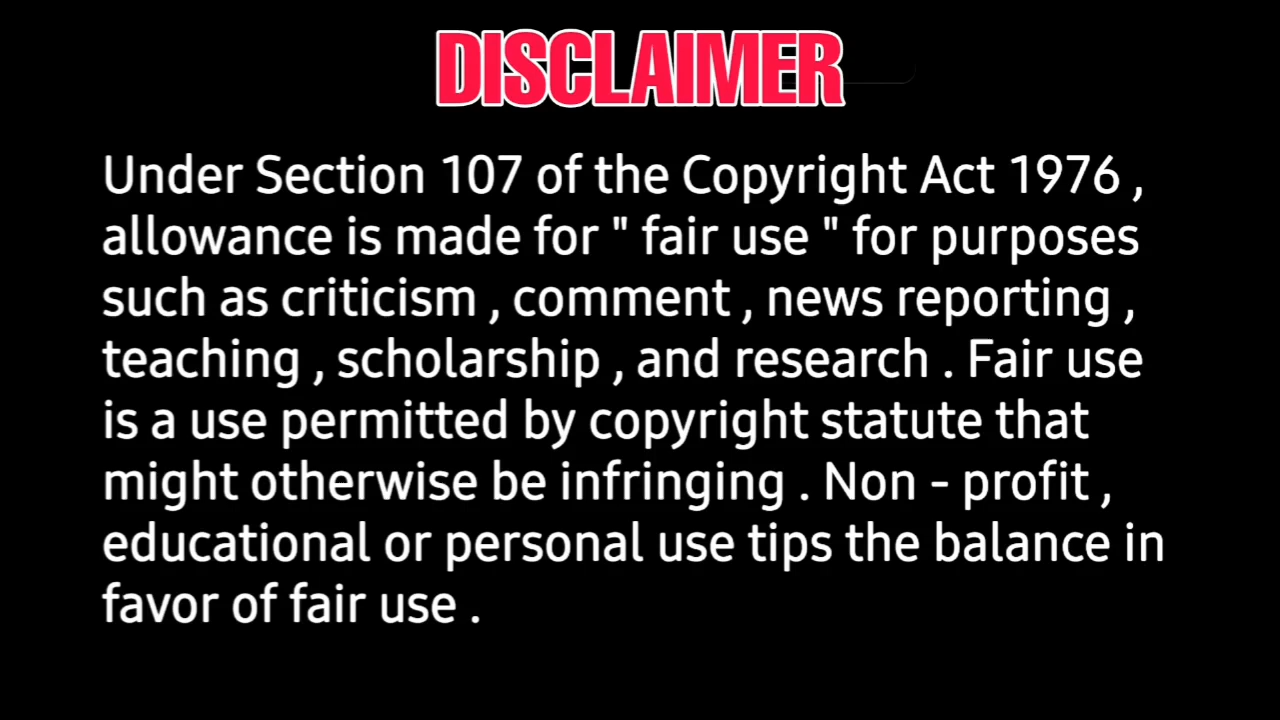 DISCLAIMER
Under Section 107 of the Copyright Act 1976 ,
allowance is made for " fair use " for purposes
such as criticism , comment , news reporting ,
teaching , scholarship , and research . Fair use
is a use permitted by copyright statute that
might otherwise be infringing . Non - profit ,
educational or personal use tips the balance in
favor of fair use .